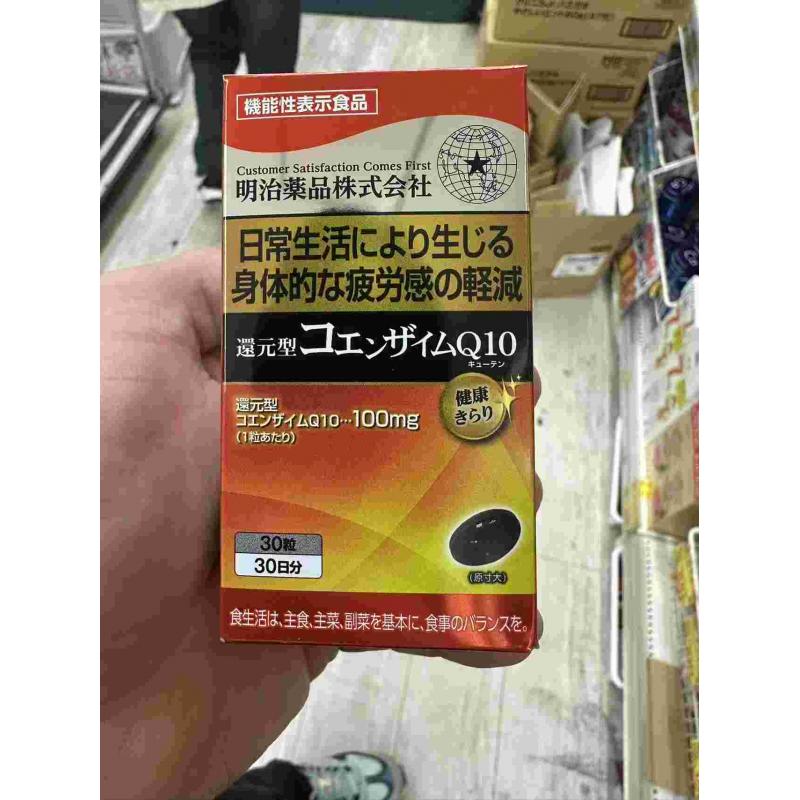 機能性表示食品
Customer Satisfaction Comes First
明治薬品株式会社
日常生活により生じる
身体的な疲労感の軽減
還元型 コエンザイムQ10
キューテン
還元型
コエンザイムQ10…100mg
(1粒あたり)
健康
きらり
30粒
30日分
(原寸大)
食生活は、主食、主菜、副菜を基本に、食事のバランスを。